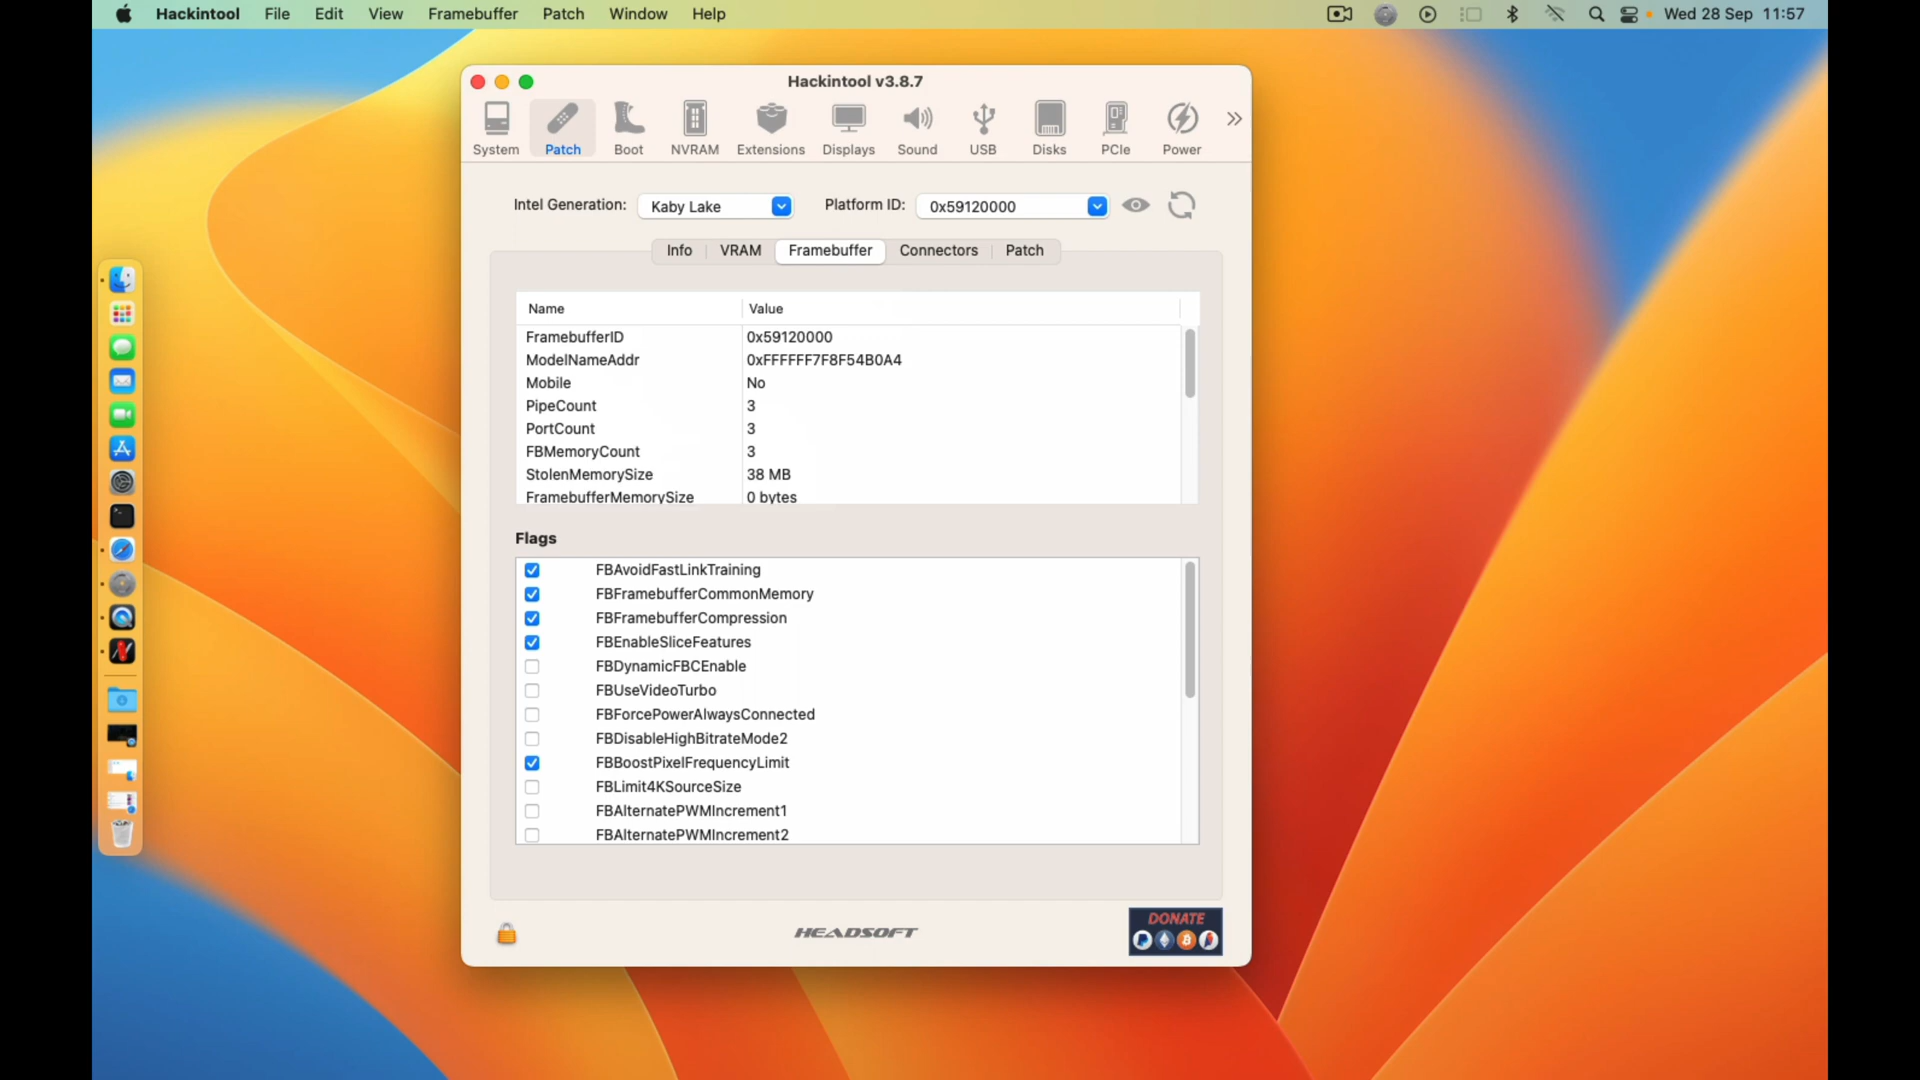 Hackintool File Edit View Framebuffer Patch Window Help Wed 28 Sep 11:57
Hackintool v3.8.7
System Patch Boot NVRAM Extensions Displays Sound USB Disks PCIe Power
Intel Generation: Kaby Lake Platform ID: 0x59120000
Info VRAM Framebuffer Connectors Patch
Name Value
FramebufferID 0x59120000
ModelNameAddr 0xFFFFFF7F8F54B0A4
Mobile No
PipeCount 3
PortCount 3
FBMemoryCount 3
StolenMemorySize 38 MB
FramebufferMemorySize 0 bytes
Flags
FBAvoidFastLinkTraining
FBFramebufferCommonMemory
FBFramebufferCompression
FBEnableSliceFeatures
FBDynamicFBCEnable
FBUseVideoTurbo
FBForcePowerAlwaysConnected
FBDisableHighBitrateMode2
FBBoostPixelFrequencyLimit
FBLimit4KSourceSize
FBAlternatePWMIncrement1
FBAlternatePWMIncrement2
HEADSOFT
DONATE